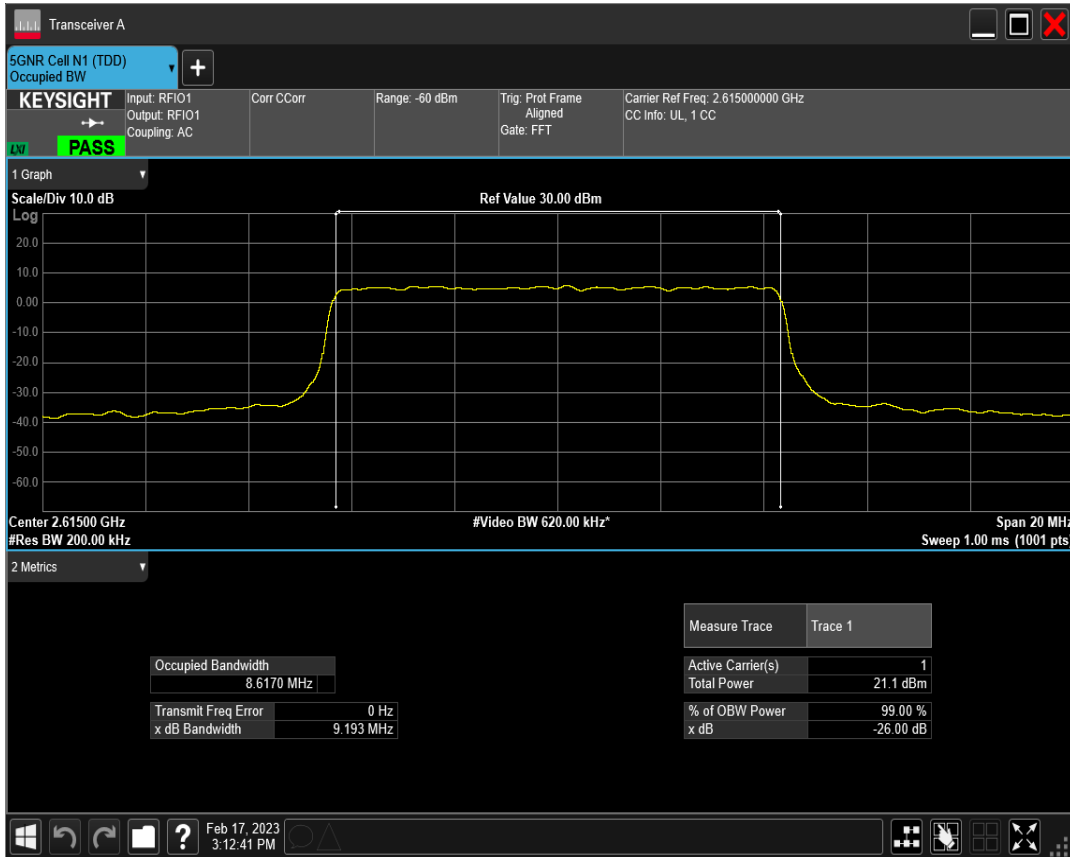 Transceiver A
5GNR Cell N1 (TDD)
Occupied BW
+
KEYSIGHT
LXI
PASS
Input: RFIO1
Output: RFIO1
Coupling: AC
Corr CCorr
Range: -60 dBm
Trig: Prot Frame
Aligned
Gate: FFT
Carrier Ref Freq: 2.615000000 GHz
CC Info: UL, 1 CC
1 Graph
Scale/Div 10.0 dB
Ref Value 30.00 dBm
Log
20.0
10.0
0.00
-10.0
-20.0
-30.0
-40.0
-50.0
-60.0
Center 2.61500 GHz
#Video BW 620.00 kHz*
Span 20 MHz
#Res BW 200.00 kHz
Sweep 1.00 ms (1001 pts)
2 Metrics
Measure Trace Trace 1
Occupied Bandwidth
8.6170 MHz
Active Carrier(s) 1
Total Power 21.1 dBm
Transmit Freq Error 0 Hz
x dB Bandwidth 9.193 MHz
% of OBW Power 99.00 %
x dB -26.00 dB
?
Feb 17, 2023
3:12:41 PM